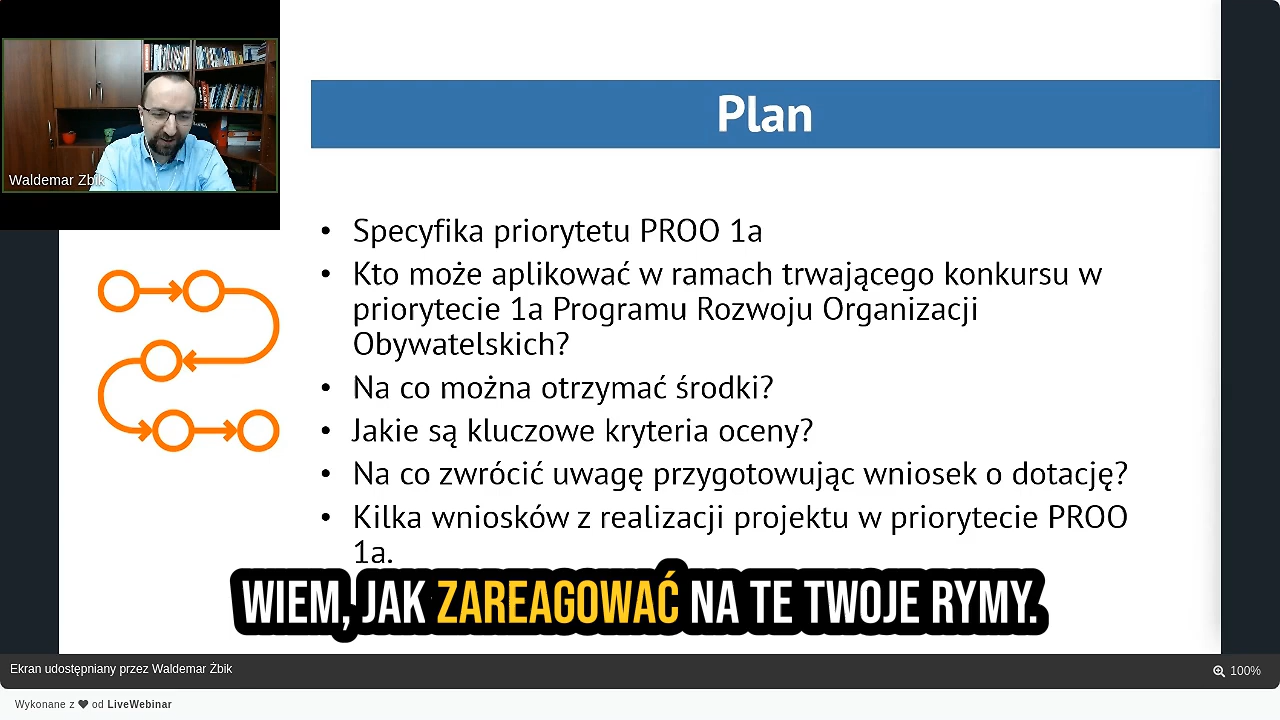 Waldemar Żbik
Plan
• Specyfika priorytetu PROO 1a
• Kto może aplikować w ramach trwającego konkursu w
priorytecie 1a Programu Rozwoju Organizacji
Obywatelskich?
• Na co można otrzymać środki?
• Jakie są kluczowe kryteria oceny?
• Na co zwrócić uwagę przygotowując wniosek o dotację?
• Kilka wniosków z realizacji projektu w priorytecie PROO
1a.
WIEM, JAK ZAREAGOWAĆ NA TE TWOJE RYMY.
Ekran udostępniany przez Waldemar Żbik
100%
Wykonane z ♥ od LiveWebinar